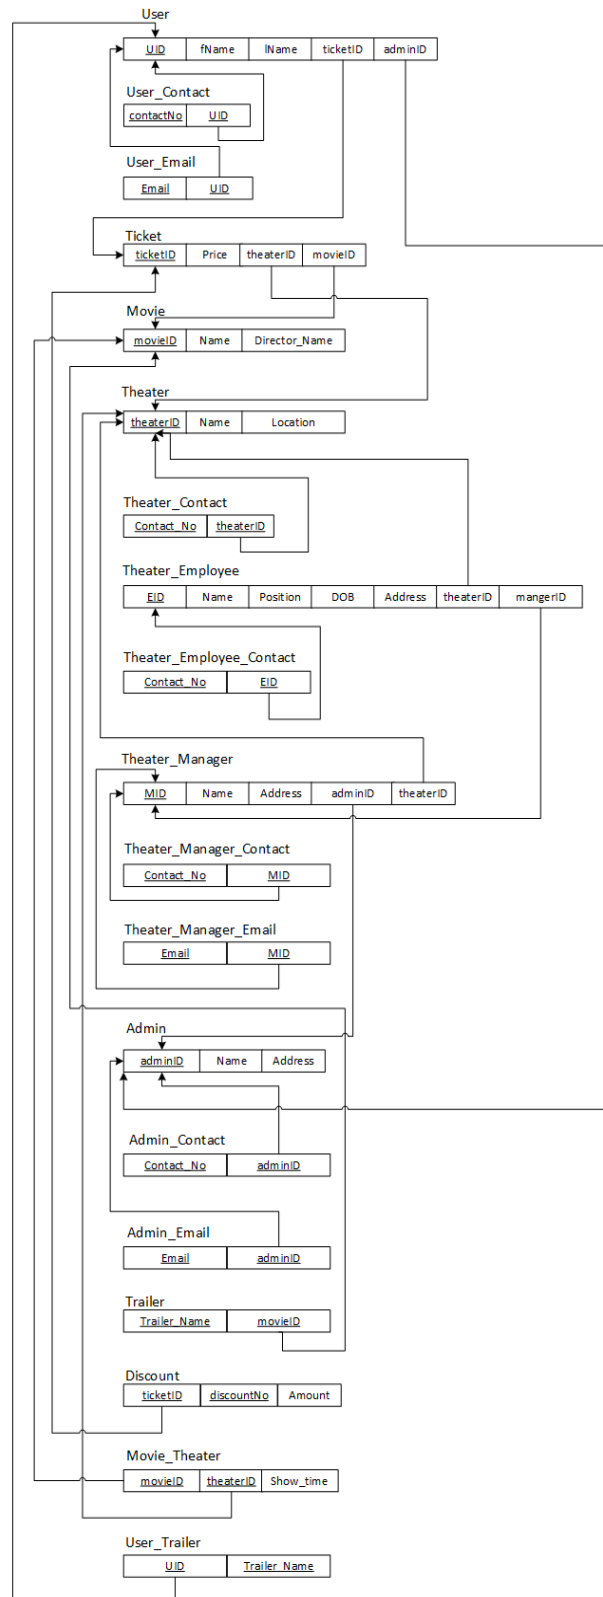 User
UID fName lName ticketID adminID
User_Contact
contactNo UID
User_Email
Email UID
Ticket
ticketID Price theaterID movieID
Movie
movieID Name Director_Name
Theater
theaterID Name Location
Theater_Contact
Contact_No theaterID
Theater_Employee
EID Name Position DOB Address theaterID mangerID
Theater_Employee_Contact
Contact_No EID
Theater_Manager
MID Name Address adminID theaterID
Theater_Manager_Contact
Contact_No MID
Theater_Manager_Email
Email MID
Admin
adminID Name Address
Admin_Contact
Contact_No adminID
Admin_Email
Email adminID
Trailer
Trailer_Name movieID
Discount
ticketID discountNo Amount
Movie_Theater
movieID theaterID Show_time
User_Trailer
UID Trailer_Name